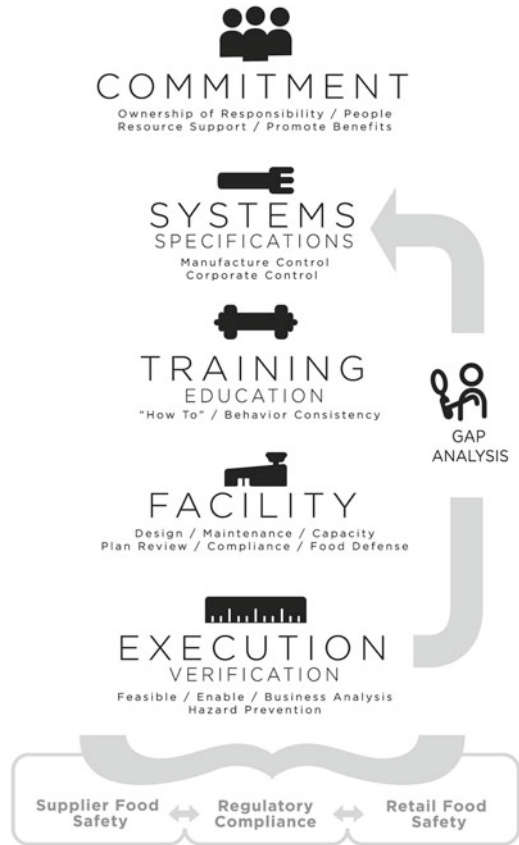 COMMITMENT
Ownership of Responsibility / People
Resource Support / Promote Benefits
SYSTEMS
SPECIFICATIONS
Manufacture Control
Corporate Control
TRAINING
EDUCATION
"How To" / Behavior Consistency
GAP
ANALYSIS
FACILITY
Design / Maintenance / Capacity
Plan Review / Compliance / Food Defense
EXECUTION
VERIFICATION
Feasible / Enable / Business Analysis
Hazard Prevention
Supplier Food
Safety
Regulatory
Compliance
Retail Food
Safety